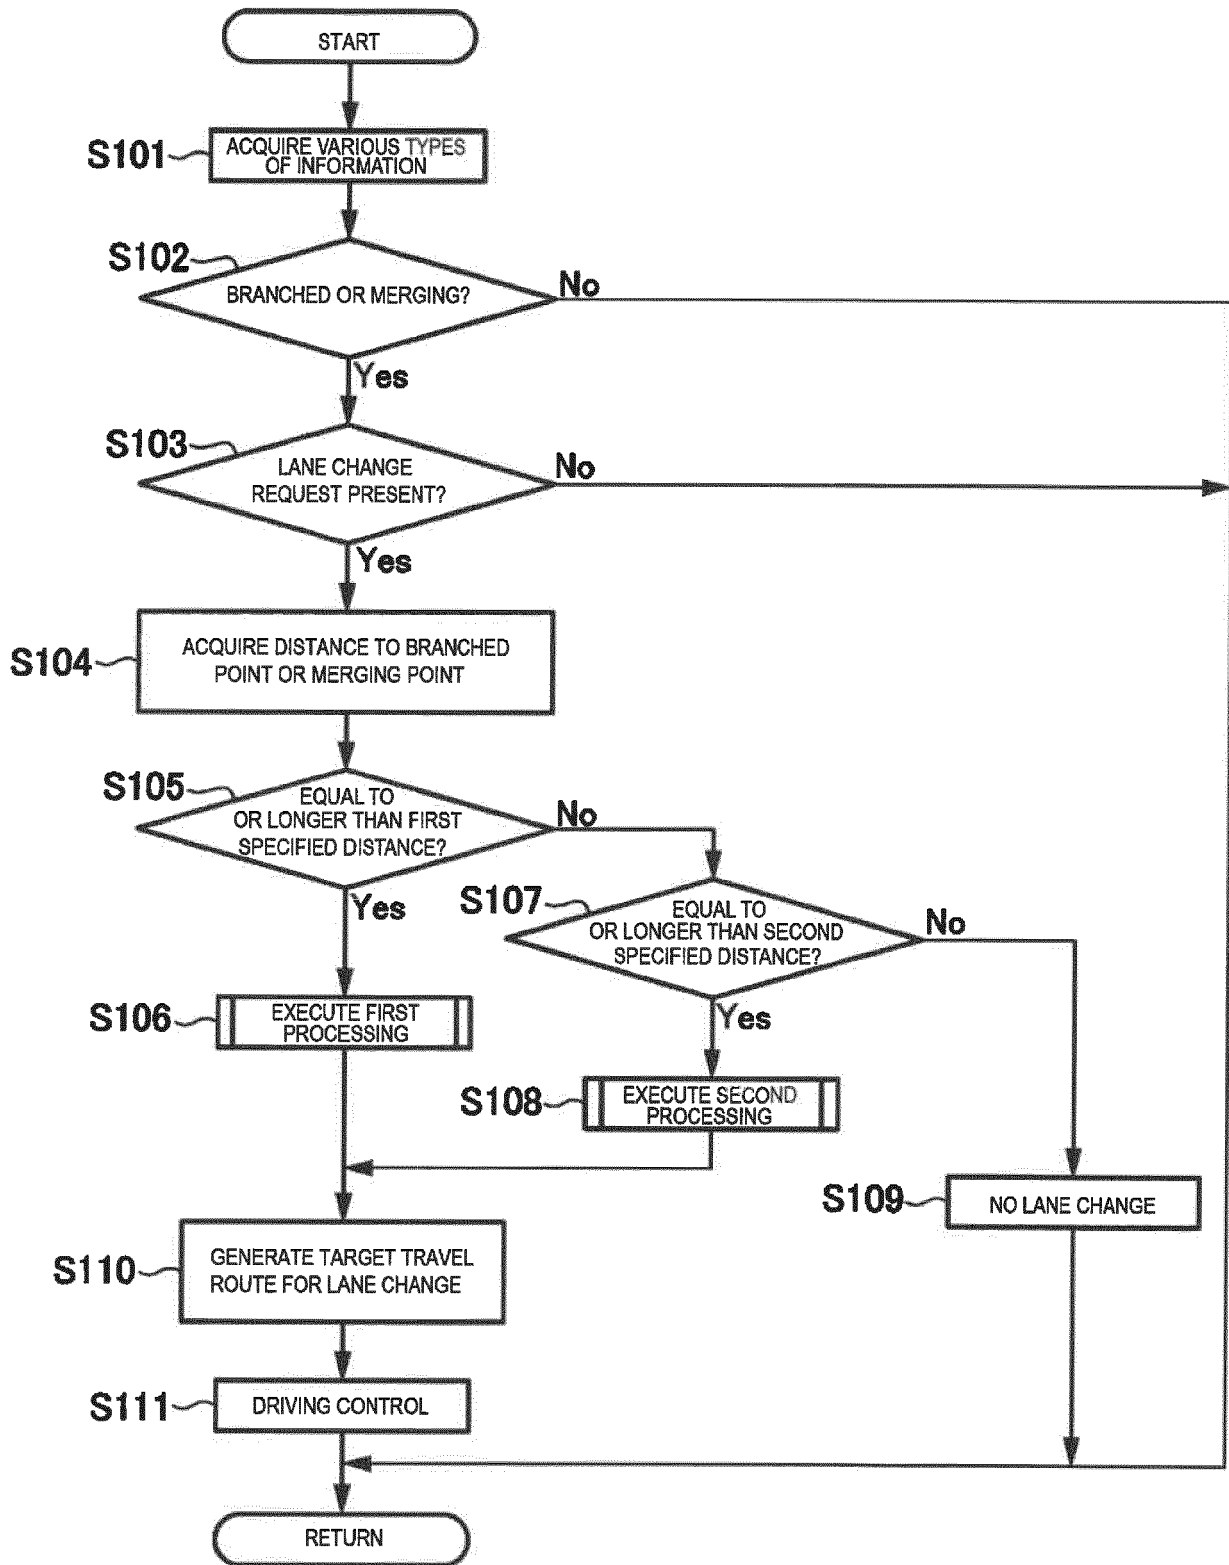 START
S101
ACQUIRE VARIOUS TYPES
OF INFORMATION
S102
BRANCHED OR MERGING?
No
Yes
S103
LANE CHANGE
REQUEST PRESENT?
No
Yes
S104
ACQUIRE DISTANCE TO BRANCHED
POINT OR MERGING POINT
S105
EQUAL TO
OR LONGER THAN FIRST
SPECIFIED DISTANCE?
No
Yes
S107
EQUAL TO
OR LONGER THAN SECOND
SPECIFIED DISTANCE?
No
Yes
S106
EXECUTE FIRST
PROCESSING
S108
EXECUTE SECOND
PROCESSING
S109
NO LANE CHANGE
S110
GENERATE TARGET TRAVEL
ROUTE FOR LANE CHANGE
S111
DRIVING CONTROL
RETURN